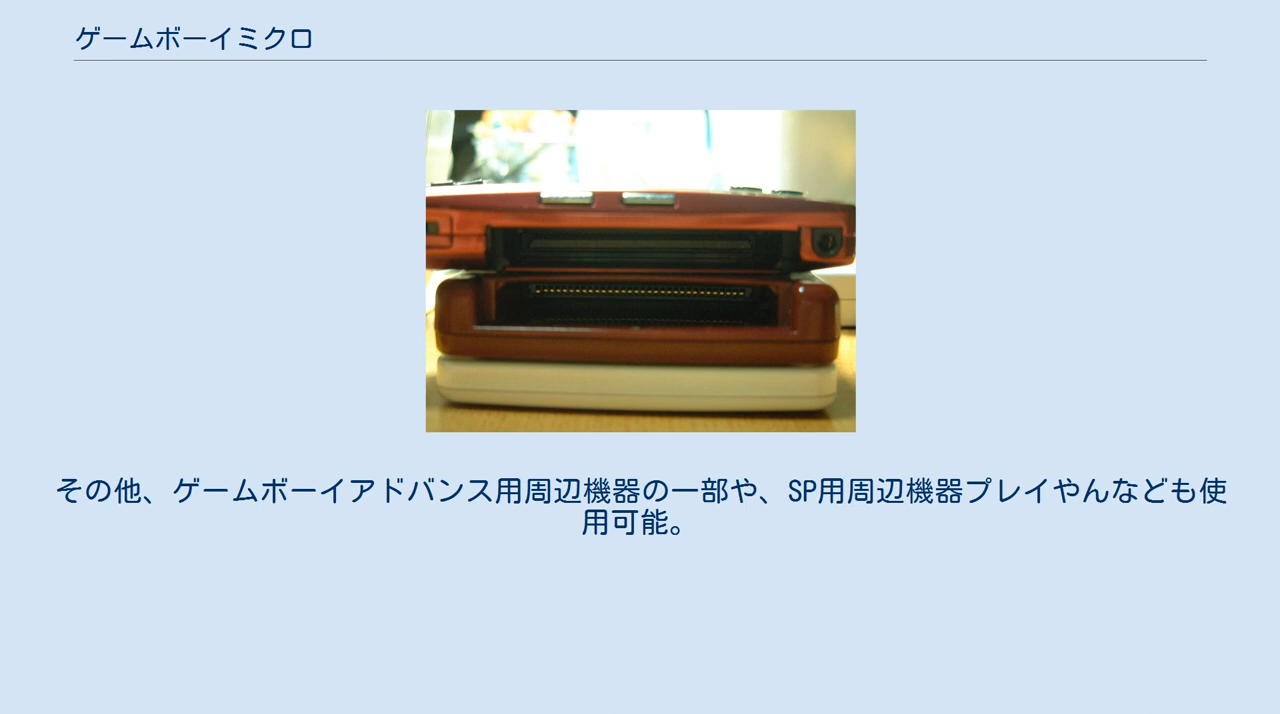 ゲームボーイミクロ
その他、ゲームボーイアドバンス用周辺機器の一部や、SP用周辺機器プレイやんなども使
用可能。